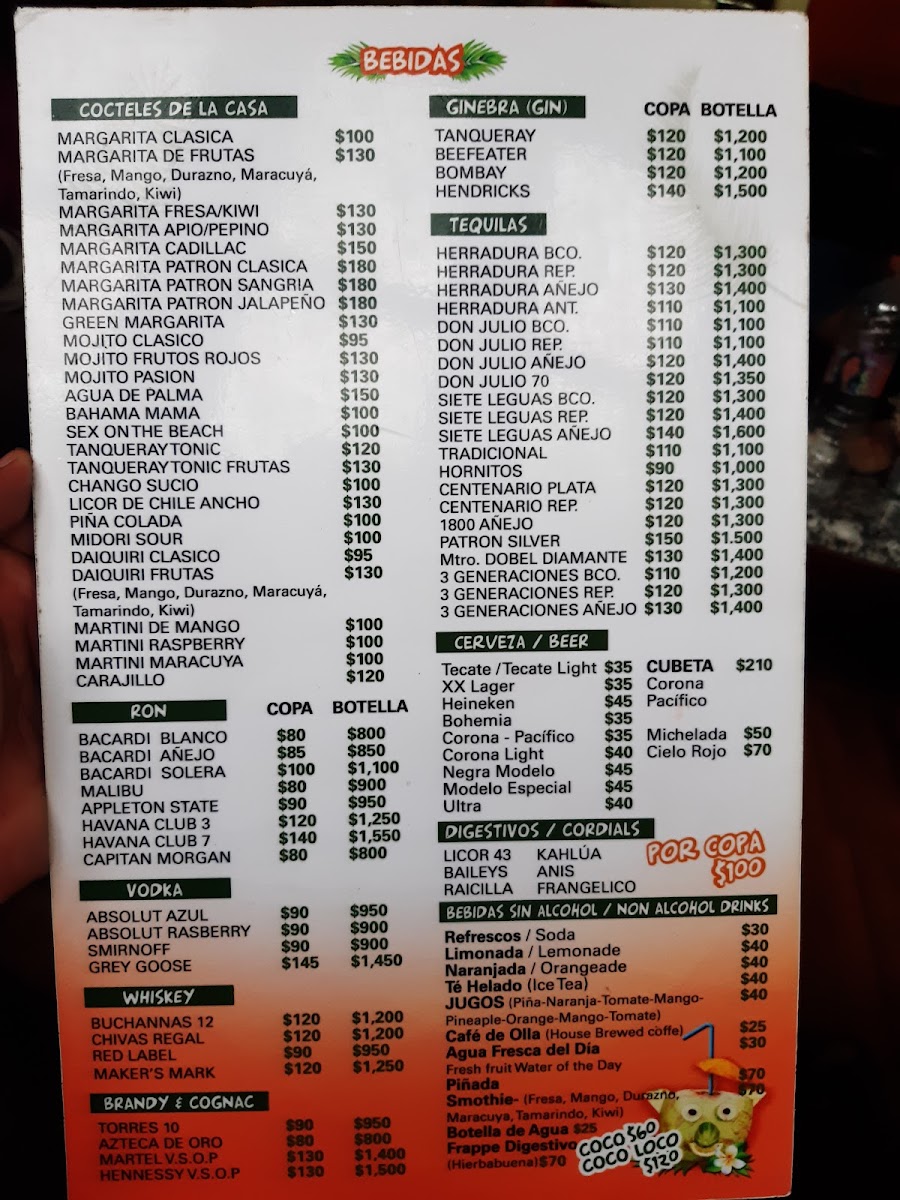 BEBIDAS
COCTELES DE LA CASA
MARGARITA CLASICA $100
MARGARITA DE FRUTAS $130
(Fresa, Mango, Durazno, Maracuyá,
Tamarindo, Kiwi)
MARGARITA FRESA/KIWI $130
MARGARITA APIO/PEPINO $130
MARGARITA CADILLAC $150
MARGARITA PATRON CLASICA $180
MARGARITA PATRON SANGRIA $180
MARGARITA PATRON JALAPEÑO $180
GREEN MARGARITA $130
MOJITO CLASICO $95
MOJITO FRUTOS ROJOS $130
MOJITO PASION $130
AGUA DE PALMA $150
BAHAMA MAMA $100
SEX ON THE BEACH $100
TANQUERAY TONIC $120
TANQUERAY TONIC FRUTAS $130
CHANGO SUCIO $100
LICOR DE CHILE ANCHO $130
PIÑA COLADA $100
MIDORI SOUR $100
DAIQUIRI CLASICO $95
DAIQUIRI FRUTAS $130
(Fresa, Mango, Durazno, Maracuyá,
Tamarindo, Kiwi)
MARTINI DE MANGO $100
MARTINI RASPBERRY $100
MARTINI MARACUYA $100
CARAJILLO $120
RON COPA BOTELLA
BACARDI BLANCO $80 $800
BACARDI AÑEJO $85 $850
BACARDI SOLERA $100 $1,100
MALIBU $80 $900
APPLETON STATE $90 $950
HAVANA CLUB 3 $120 $1,250
HAVANA CLUB 7 $140 $1,550
CAPITAN MORGAN $80 $800
VODKA
ABSOLUT AZUL $90 $950
ABSOLUT RASBERRY $90 $900
SMIRNOFF $90 $900
GREY GOOSE $145 $1,450
WHISKEY
BUCHANNAS 12 $120 $1,200
CHIVAS REGAL $120 $1,200
RED LABEL $90 $950
MAKER'S MARK $120 $1,250
BRANDY & COGNAC
TORRES 10 $90 $950
AZTECA DE ORO $80 $800
MARTEL V.S.O.P $130 $1,400
HENNESSY V.S.O.P $130 $1,500
GINEBRA (GIN) COPA BOTELLA
TANQUERAY $120 $1,200
BEEFEATER $120 $1,100
BOMBAY $120 $1,200
HENDRICKS $140 $1,500
TEQUILAS
HERRADURA BCO. $120 $1,300
HERRADURA REP. $120 $1,300
HERRADURA AÑEJO $130 $1,400
HERRADURA ANT. $110 $1,100
DON JULIO BCO. $110 $1,100
DON JULIO REP. $110 $1,100
DON JULIO AÑEJO $120 $1,400
DON JULIO 70 $120 $1,350
SIETE LEGUAS BCO. $120 $1,300
SIETE LEGUAS REP. $120 $1,400
SIETE LEGUAS AÑEJO $140 $1,600
TRADICIONAL $110 $1,100
HORNITOS $90 $1,000
CENTENARIO PLATA $120 $1,300
CENTENARIO REP. $120 $1,300
1800 AÑEJO $120 $1,300
PATRON SILVER $150 $1.500
Mtro. DOBEL DIAMANTE $130 $1,400
3 GENERACIONES BCO. $110 $1,200
3 GENERACIONES REP. $120 $1,300
3 GENERACIONES AÑEJO $130 $1,400
CERVEZA / BEER
Tecate /Tecate Light $35
XX Lager $35
Heineken $45
Bohemia $35
Corona - Pacífico $35
Corona Light $40
Negra Modelo $45
Modelo Especial $45
Ultra $40
CUBETA $210
Corona
Pacífico
Michelada $50
Cielo Rojo $70
DIGESTIVOS / CORDIALS
LICOR 43 KAHLÚA
BAILEYS ANIS
RAICILLA FRANGELICO
POR COPA
$100
BEBIDAS SIN ALCOHOL / NON ALCOHOL DRINKS
Refrescos / Soda $30
Limonada / Lemonade $40
Naranjada / Orangeade $40
Té Helado (Ice Tea) $40
JUGOS (Piña-Naranja-Tomate-Mango- $40
Pineaple-Orange-Mango-Tomate)
Café de Olla (House Brewed coffe) $25
Agua Fresca del Día $30
Fresh fruit Water of the Day
Piñada $70
Smothie- (Fresa, Mango, Durazno, $70
Maracuya, Tamarindo, Kiwi)
Botella de Agua $25
Frappe Digestivo
(Hierbabuena)$70
COCO $60
COCO LOCO
$120